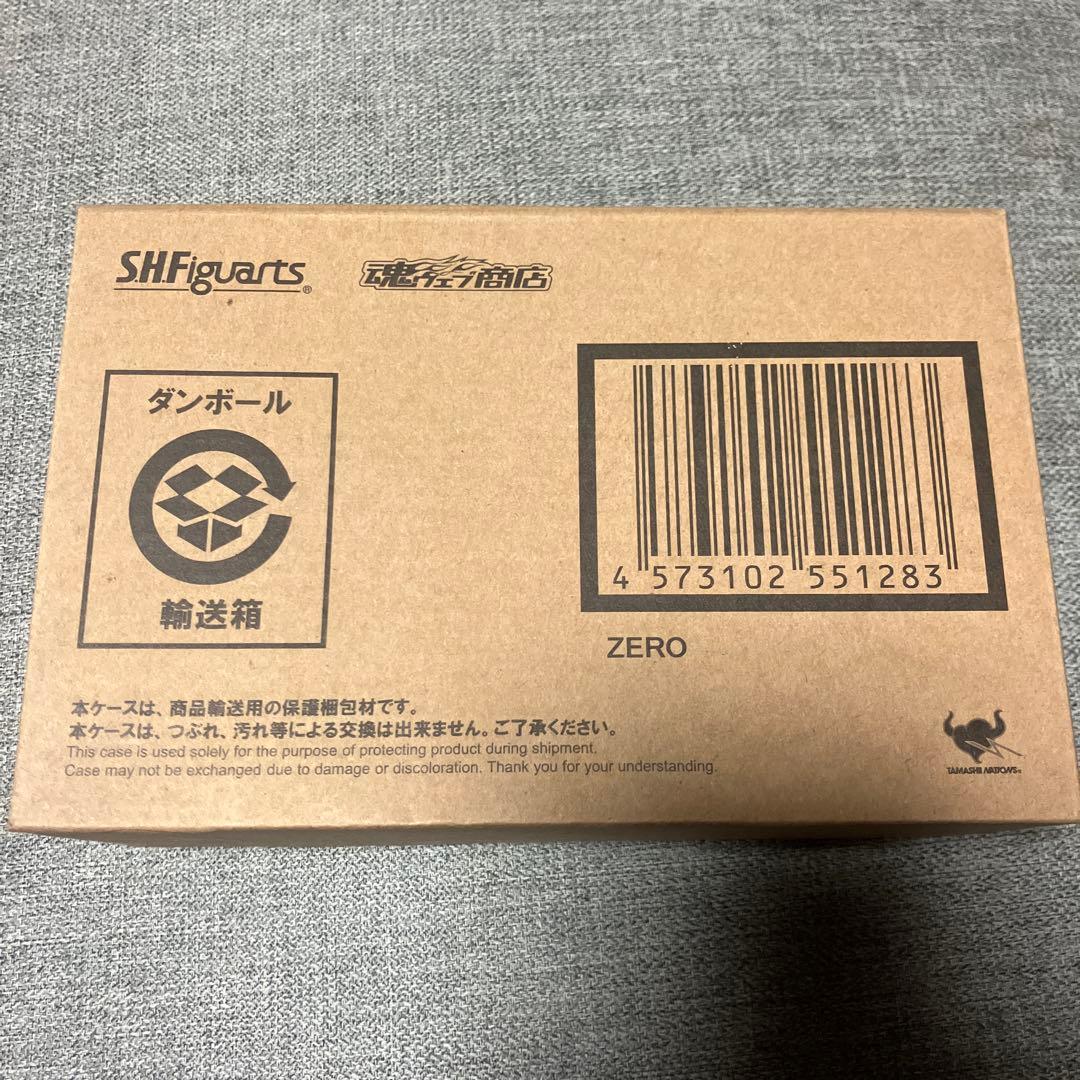 S.H.Figuarts®
魂ウェブ商店
ダンボール
輸送箱
4 573102 551283
ZERO
本ケースは、商品輸送用の保護梱包材です。
本ケースは、つぶれ、汚れ等による交換は出来ません。ご了承ください。
This case is used solely for the purpose of protecting product during shipment.
Case may not be exchanged due to damage or discoloration. Thank you for your understanding.
TAMASHII NATIONS